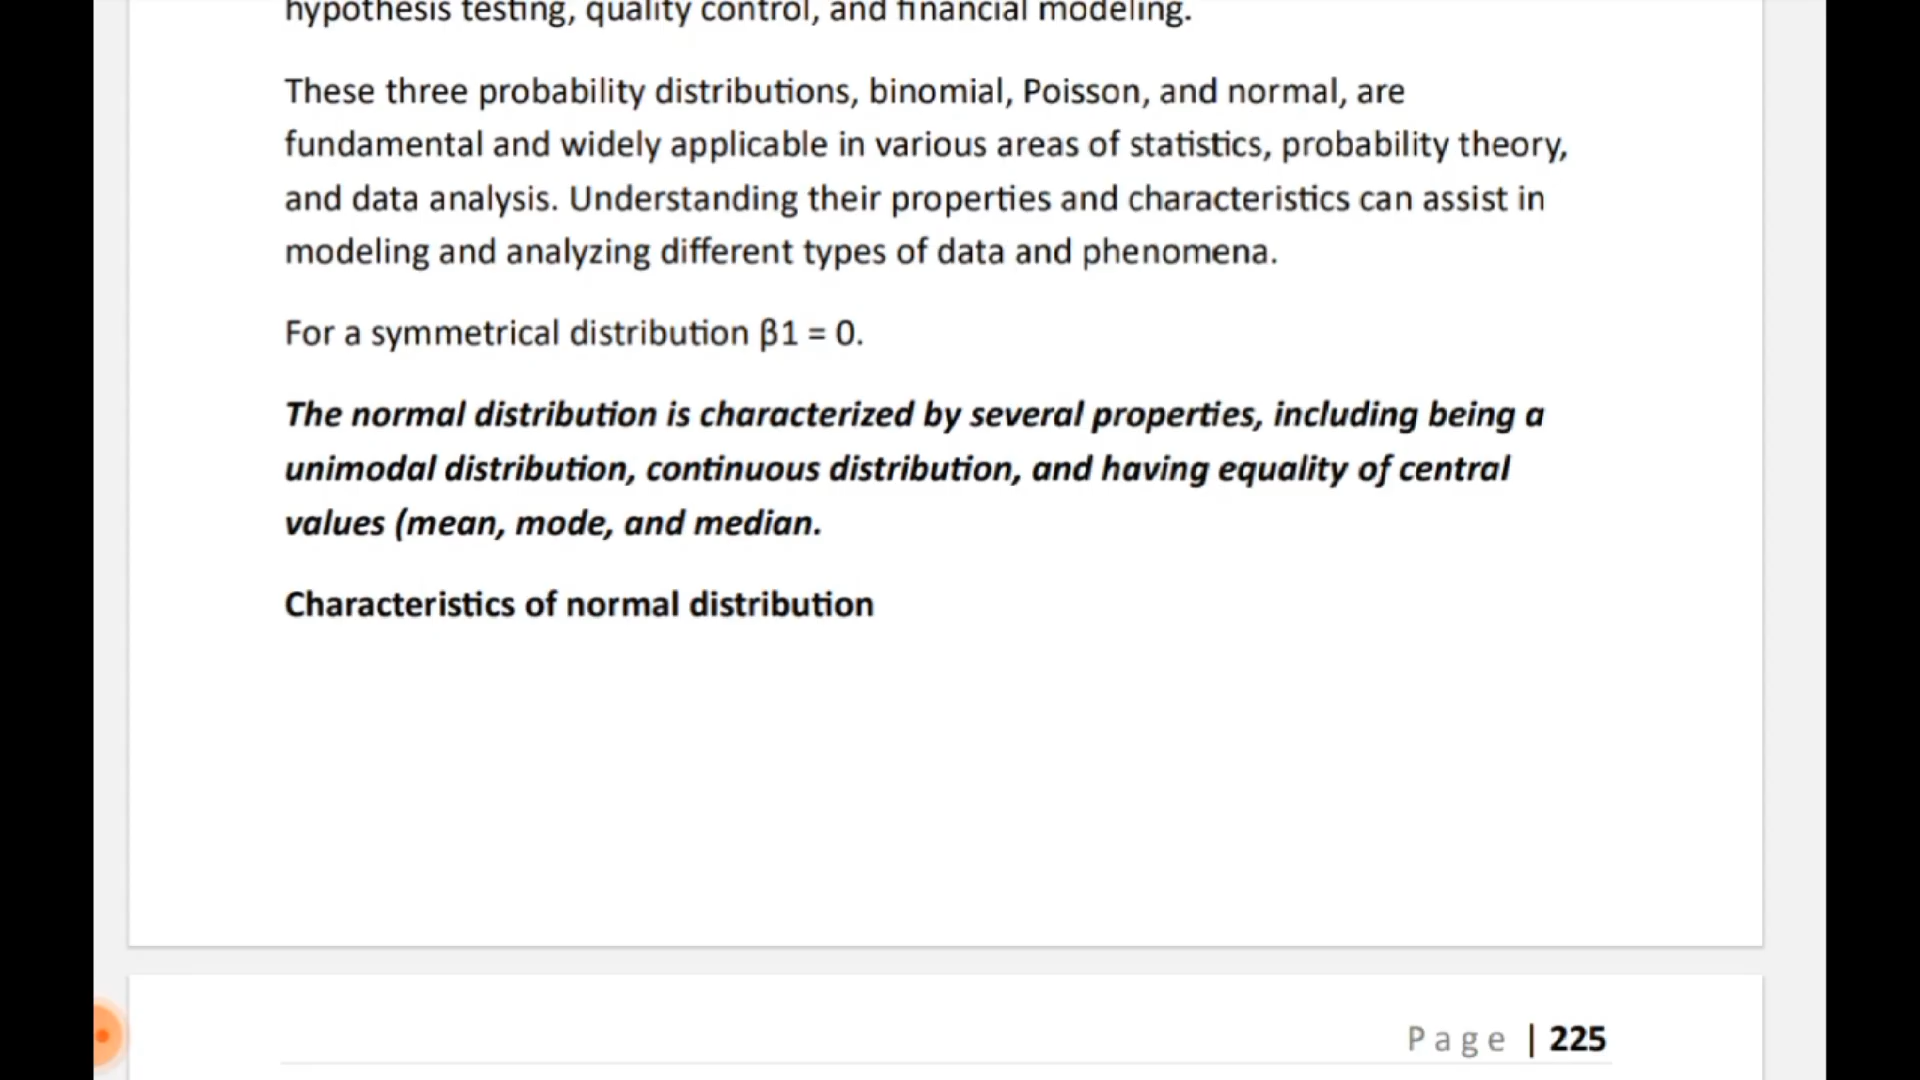 hypothesis testing, quality control, and financial modeling.
These three probability distributions, binomial, Poisson, and normal, are
fundamental and widely applicable in various areas of statistics, probability theory,
and data analysis. Understanding their properties and characteristics can assist in
modeling and analyzing different types of data and phenomena.
For a symmetrical distribution β1 = 0.
The normal distribution is characterized by several properties, including being a
unimodal distribution, continuous distribution, and having equality of central
values (mean, mode, and median.
Characteristics of normal distribution
Page | 225